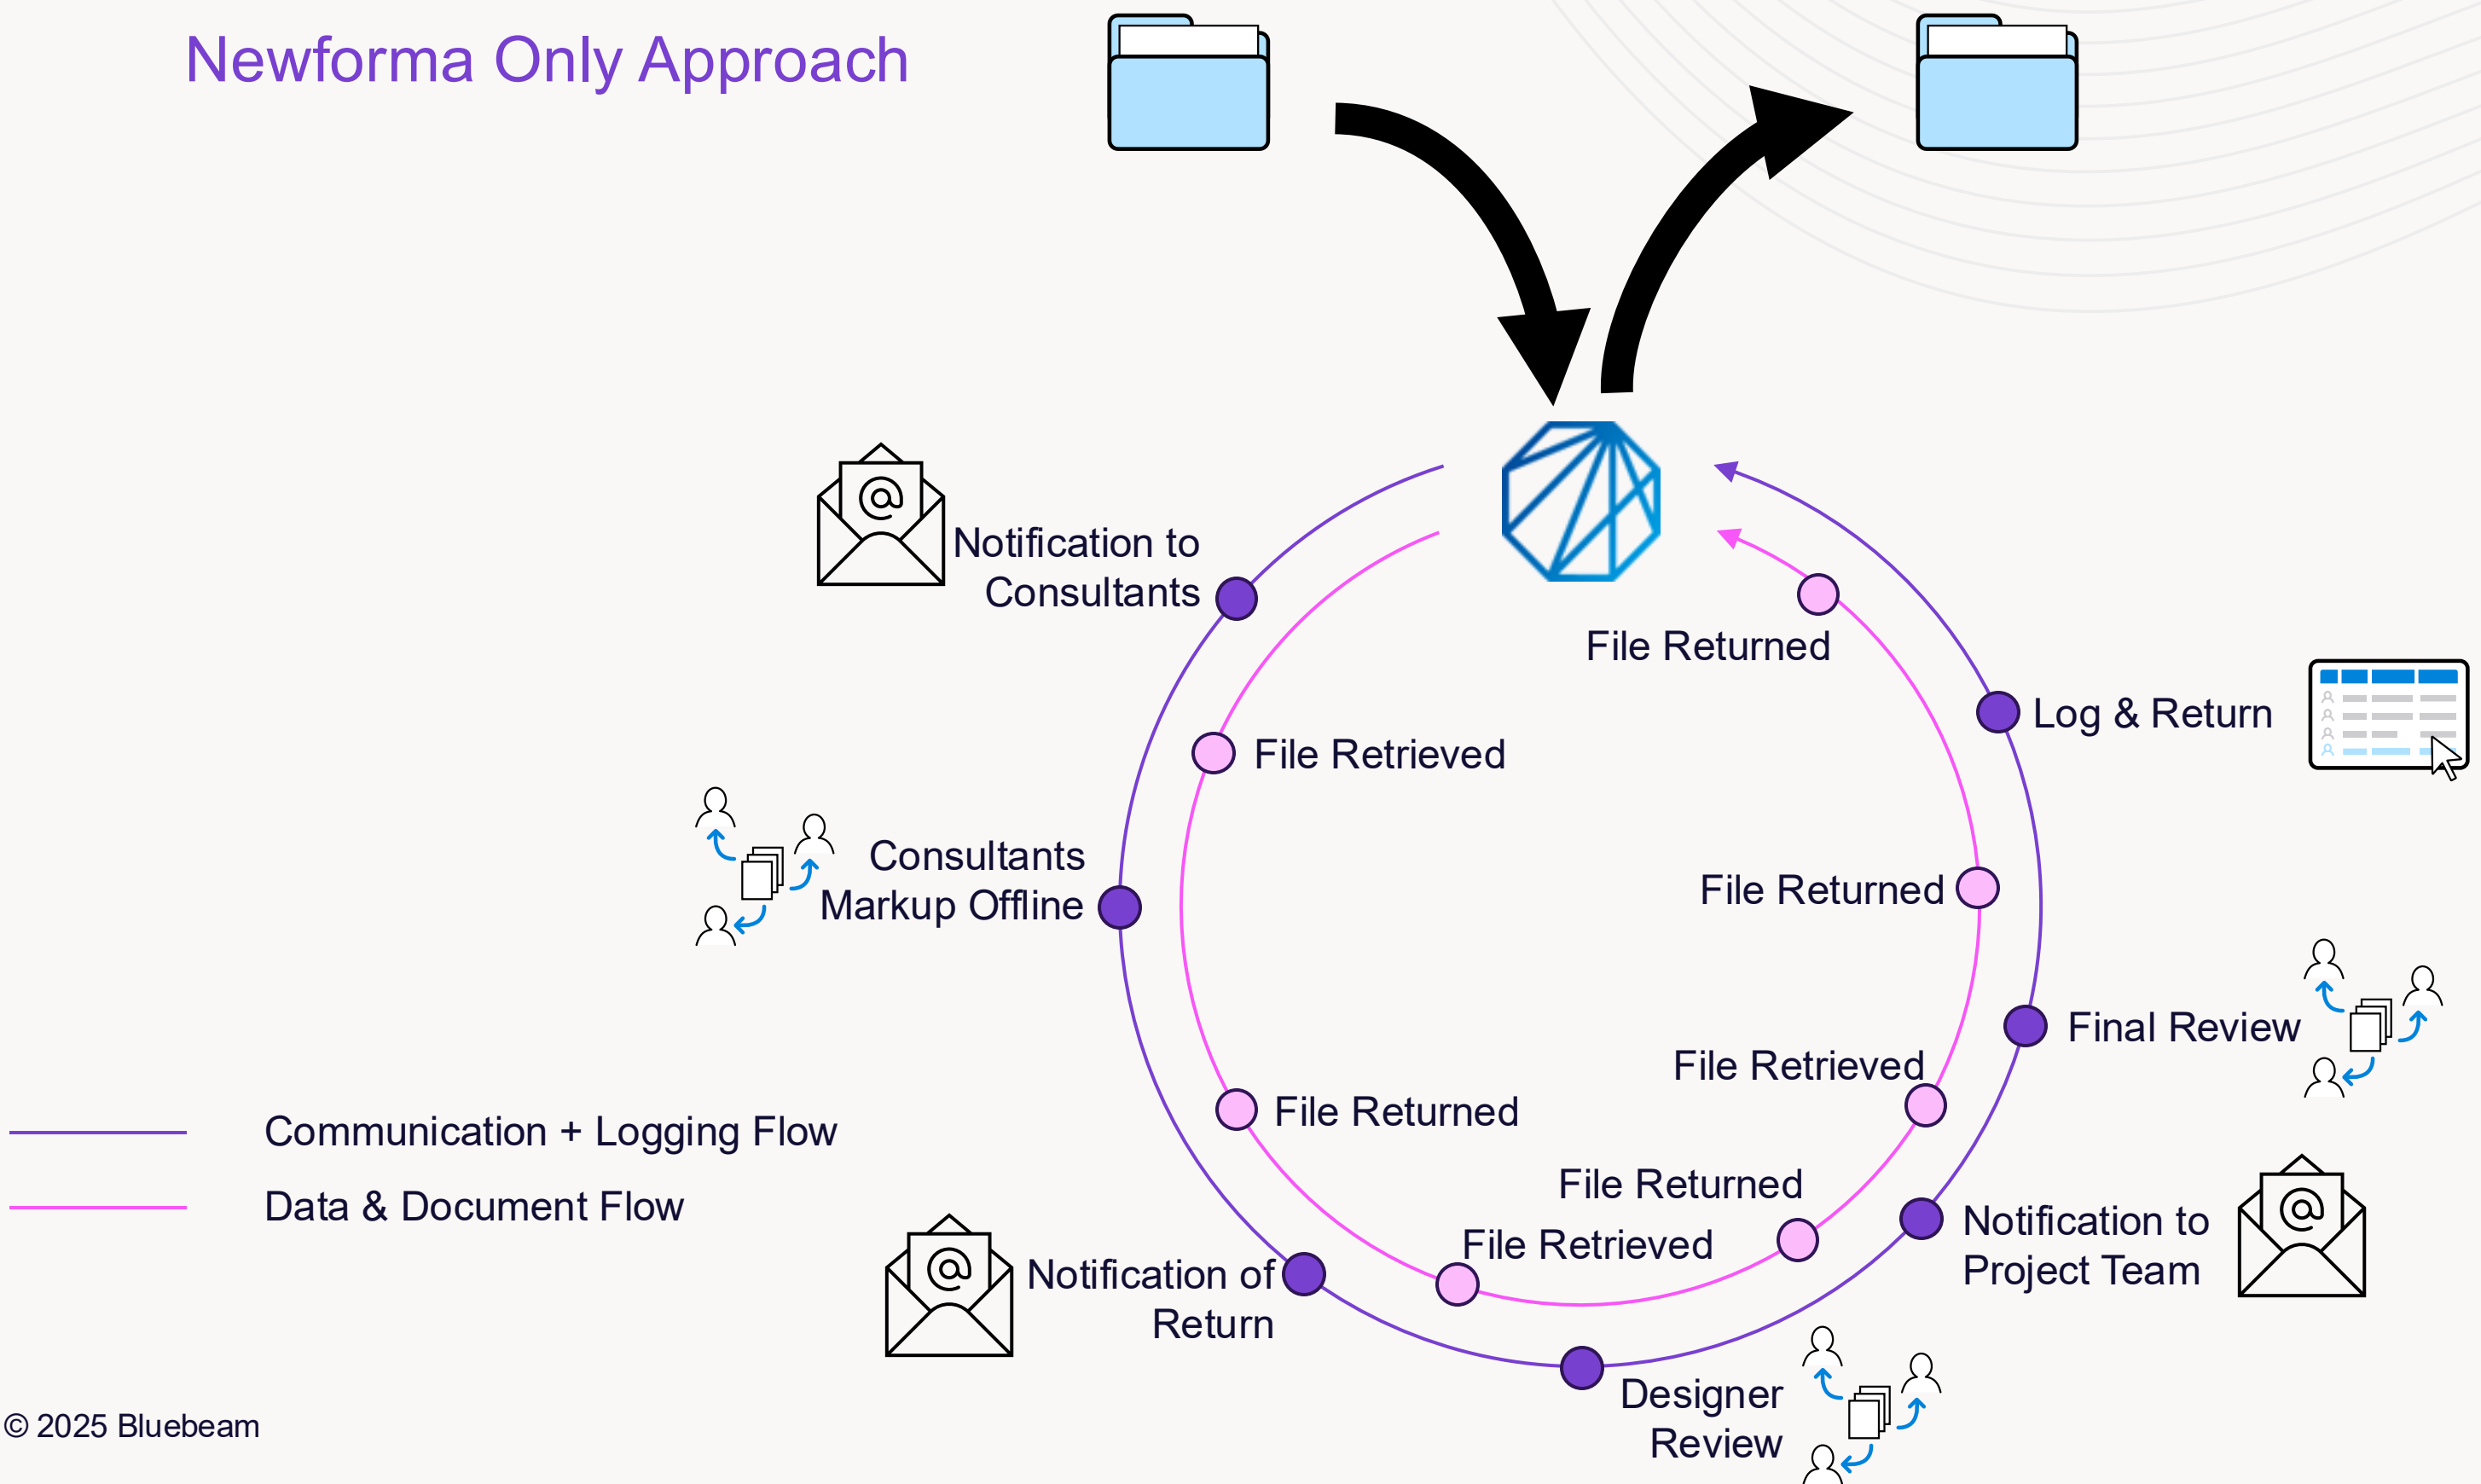 Newforma Only Approach
Notification to
Consultants
File Returned
Log & Return
File Retrieved
Consultants
Markup Offline
File Returned
Final Review
File Retrieved
File Returned
Communication + Logging Flow
Data & Document Flow
File Returned
File Retrieved
Notification to
Project Team
Notification of
Return
Designer
Review
© 2025 Bluebeam